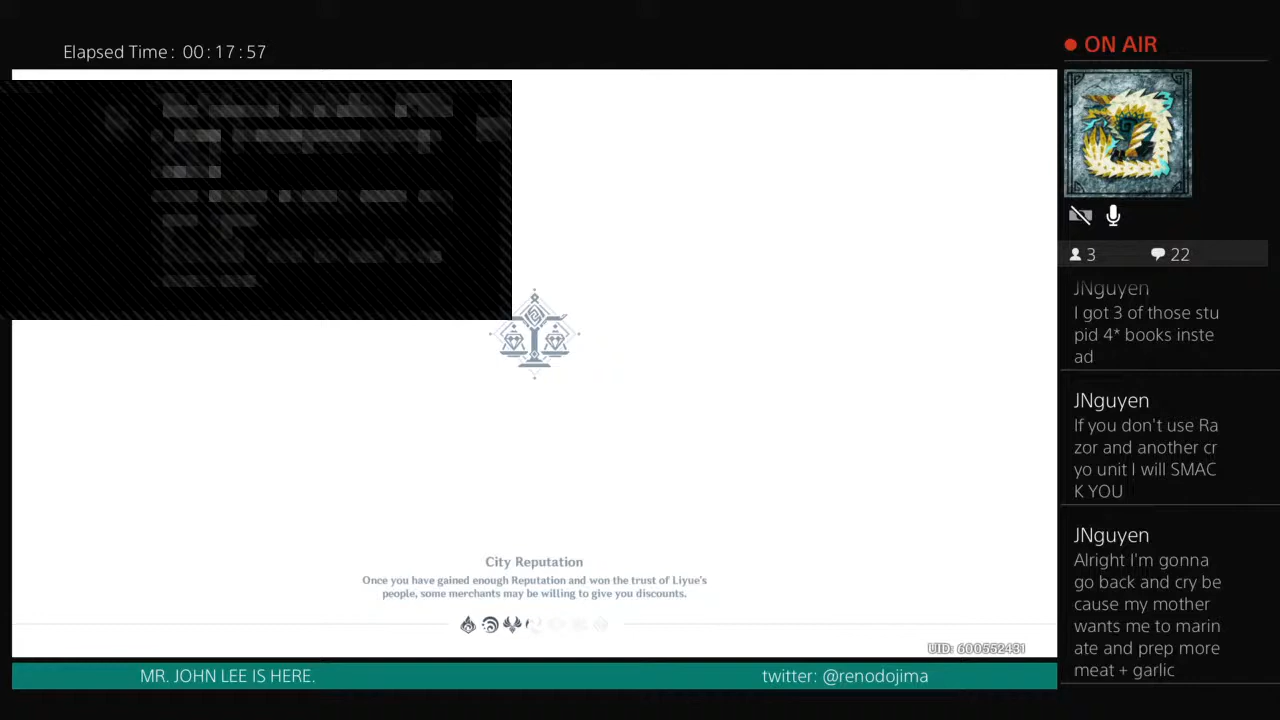 Elapsed Time: 00:17:57
ON AIR
3
22
JNguyen
I got 3 of those stu
pid 4* books inste
ad
JNguyen
If you don't use Ra
zor and another cr
yo unit I will SMAC
K YOU
JNguyen
Alright I'm gonna
go back and cry be
cause my mother
wants me to marin
ate and prep more
meat + garlic
City Reputation
Once you have gained enough Reputation and won the trust of Liyue's
people, some merchants may be willing to give you discounts.
UID: 600552431
MR. JOHN LEE IS HERE.
twitter: @renodojima